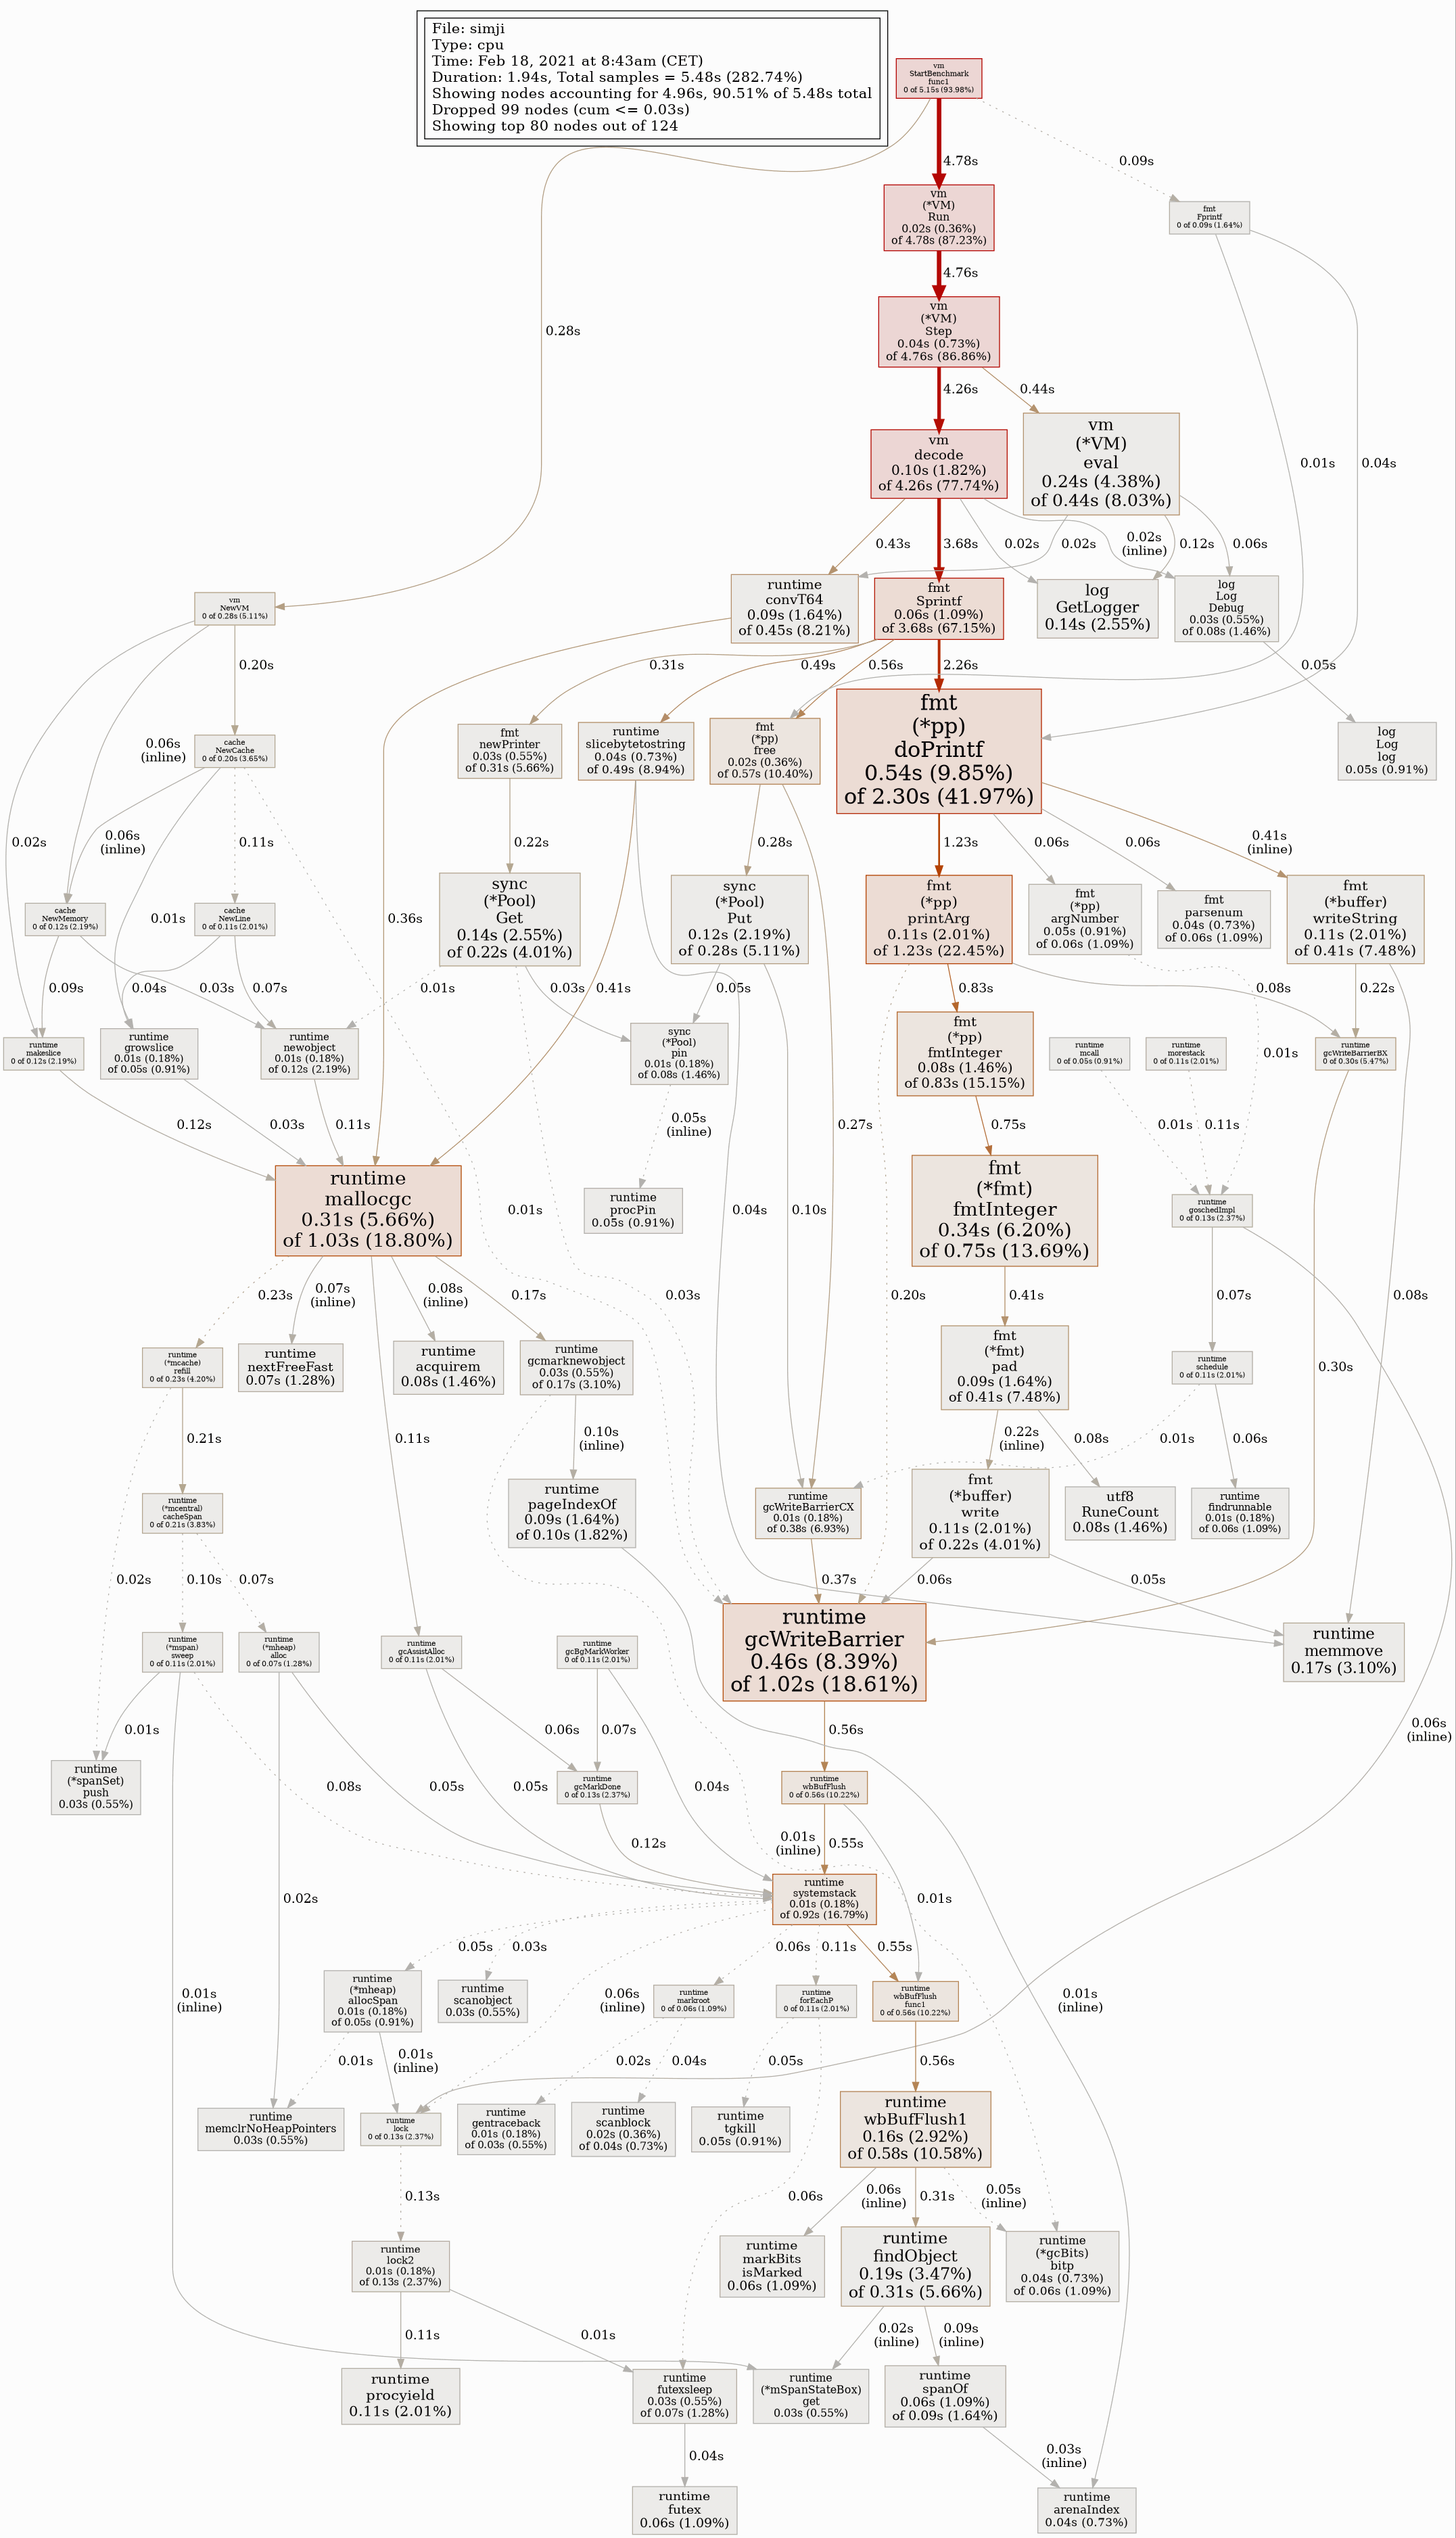 File: simji
Type: cpu
Time: Feb 18, 2021 at 8:43am (CET)
Duration: 1.94s, Total samples = 5.48s (282.74%)
Showing nodes accounting for 4.96s, 90.51% of 5.48s total
Dropped 99 nodes (cum <= 0.03s)
Showing top 80 nodes out of 124
vm
StartBenchmark
func1
0 of 5.15s (93.98%)
4.78s
0.09s
vm
(*VM)
Run
0.02s (0.36%)
of 4.78s (87.23%)
fmt
Fprintf
0 of 0.09s (1.64%)
4.76s
0.28s
vm
(*VM)
Step
0.04s (0.73%)
of 4.76s (86.86%)
4.26s
0.44s
vm
decode
0.10s (1.82%)
of 4.26s (77.74%)
vm
(*VM)
eval
0.24s (4.38%)
of 0.44s (8.03%)
0.01s
0.04s
0.43s
3.68s
0.02s
0.02s
0.02s
(inline)
0.12s
0.06s
vm
NewVM
0 of 0.28s (5.11%)
runtime
convT64
0.09s (1.64%)
of 0.45s (8.21%)
fmt
Sprintf
0.06s (1.09%)
of 3.68s (67.15%)
log
GetLogger
0.14s (2.55%)
log
Log
Debug
0.03s (0.55%)
of 0.08s (1.46%)
0.20s
0.31s
0.49s
0.56s
2.26s
0.05s
0.06s
(inline)
cache
NewCache
0 of 0.20s (3.65%)
fmt
newPrinter
0.03s (0.55%)
of 0.31s (5.66%)
runtime
slicebytetostring
0.04s (0.73%)
of 0.49s (8.94%)
fmt
(*pp)
free
0.02s (0.36%)
of 0.57s (10.40%)
fmt
(*pp)
doPrintf
0.54s (9.85%)
of 2.30s (41.97%)
log
Log
log
0.05s (0.91%)
0.02s
0.06s
(inline)
0.11s
0.22s
0.28s
1.23s
0.06s
0.06s
0.41s
(inline)
cache
NewMemory
0 of 0.12s (2.19%)
0.01s
cache
NewLine
0 of 0.11s (2.01%)
0.36s
sync
(*Pool)
Get
0.14s (2.55%)
of 0.22s (4.01%)
sync
(*Pool)
Put
0.12s (2.19%)
of 0.28s (5.11%)
fmt
(*pp)
printArg
0.11s (2.01%)
of 1.23s (22.45%)
fmt
(*pp)
argNumber
0.05s (0.91%)
of 0.06s (1.09%)
fmt
parsenum
0.04s (0.73%)
of 0.06s (1.09%)
fmt
(*buffer)
writeString
0.11s (2.01%)
of 0.41s (7.48%)
0.09s
0.04s
0.03s
0.07s
0.01s
0.03s
0.41s
0.05s
0.83s
0.08s
0.22s
runtime
makeslice
0 of 0.12s (2.19%)
runtime
growslice
0.01s (0.18%)
of 0.05s (0.91%)
runtime
newobject
0.01s (0.18%)
of 0.12s (2.19%)
sync
(*Pool)
pin
0.01s (0.18%)
of 0.08s (1.46%)
fmt
(*pp)
fmtInteger
0.08s (1.46%)
of 0.83s (15.15%)
runtime
mcall
0 of 0.05s (0.91%)
runtime
morestack
0 of 0.11s (2.01%)
0.01s
runtime
gcWriteBarrierBX
0 of 0.30s (5.47%)
0.12s
0.03s
0.11s
0.05s
(inline)
0.27s
0.75s
0.01s
0.11s
runtime
mallocgc
0.31s (5.66%)
of 1.03s (18.80%)
0.01s
runtime
procPin
0.05s (0.91%)
0.04s
0.10s
fmt
(*fmt)
fmtInteger
0.34s (6.20%)
of 0.75s (13.69%)
runtime
goschedImpl
0 of 0.13s (2.37%)
0.23s
0.07s
(inline)
0.08s
(inline)
0.17s
0.03s
0.20s
0.41s
0.07s
0.08s
runtime
(*mcache)
refill
0 of 0.23s (4.20%)
runtime
nextFreeFast
0.07s (1.28%)
runtime
acquirem
0.08s (1.46%)
runtime
gcmarknewobject
0.03s (0.55%)
of 0.17s (3.10%)
fmt
(*fmt)
pad
0.09s (1.64%)
of 0.41s (7.48%)
runtime
schedule
0 of 0.11s (2.01%)
0.30s
0.21s
0.11s
0.10s
(inline)
0.22s
(inline)
0.08s
0.01s
0.06s
runtime
(*mcentral)
cacheSpan
0 of 0.21s (3.83%)
runtime
pageIndexOf
0.09s (1.64%)
of 0.10s (1.82%)
runtime
gcWriteBarrierCX
0.01s (0.18%)
of 0.38s (6.93%)
fmt
(*buffer)
write
0.11s (2.01%)
of 0.22s (4.01%)
utf8
RuneCount
0.08s (1.46%)
runtime
findrunnable
0.01s (0.18%)
of 0.06s (1.09%)
0.02s
0.10s
0.07s
0.37s
0.06s
0.05s
runtime
(*mspan)
sweep
0 of 0.11s (2.01%)
runtime
(*mheap)
alloc
0 of 0.07s (1.28%)
runtime
gcAssistAlloc
0 of 0.11s (2.01%)
runtime
gcBgMarkWorker
0 of 0.11s (2.01%)
runtime
gcWriteBarrier
0.46s (8.39%)
of 1.02s (18.61%)
runtime
memmove
0.17s (3.10%)
0.01s
0.06s
0.07s
0.56s
0.06s
(inline)
runtime
(*spanSet)
push
0.03s (0.55%)
0.08s
0.05s
0.05s
runtime
gcMarkDone
0 of 0.13s (2.37%)
0.04s
runtime
wbBufFlush
0 of 0.56s (10.22%)
0.12s
0.01s
(inline)
0.55s
0.02s
runtime
systemstack
0.01s (0.18%)
of 0.92s (16.79%)
0.01s
0.05s
0.03s
0.06s
0.11s
0.55s
0.01s
(inline)
runtime
(*mheap)
allocSpan
0.01s (0.18%)
of 0.05s (0.91%)
runtime
scanobject
0.03s (0.55%)
0.06s
(inline)
runtime
markroot
0 of 0.06s (1.09%)
runtime
forEachP
0 of 0.11s (2.01%)
runtime
wbBufFlush
func1
0 of 0.56s (10.22%)
0.01s
(inline)
0.01s
0.01s
(inline)
0.02s
0.04s
0.05s
0.56s
runtime
memclrNoHeapPointers
0.03s (0.55%)
runtime
lock
0 of 0.13s (2.37%)
runtime
gentraceback
0.01s (0.18%)
of 0.03s (0.55%)
runtime
scanblock
0.02s (0.36%)
of 0.04s (0.73%)
runtime
tgkill
0.05s (0.91%)
runtime
wbBufFlush1
0.16s (2.92%)
of 0.58s (10.58%)
0.13s
0.06s
0.06s
(inline)
0.31s
0.05s
(inline)
runtime
lock2
0.01s (0.18%)
of 0.13s (2.37%)
runtime
markBits
isMarked
0.06s (1.09%)
runtime
findObject
0.19s (3.47%)
of 0.31s (5.66%)
runtime
(*gcBits)
bitp
0.04s (0.73%)
of 0.06s (1.09%)
0.11s
0.01s
0.02s
(inline)
0.09s
(inline)
runtime
procyield
0.11s (2.01%)
runtime
futexsleep
0.03s (0.55%)
of 0.07s (1.28%)
runtime
(*mSpanStateBox)
get
0.03s (0.55%)
runtime
spanOf
0.06s (1.09%)
of 0.09s (1.64%)
0.04s
0.03s
(inline)
runtime
futex
0.06s (1.09%)
runtime
arenaIndex
0.04s (0.73%)